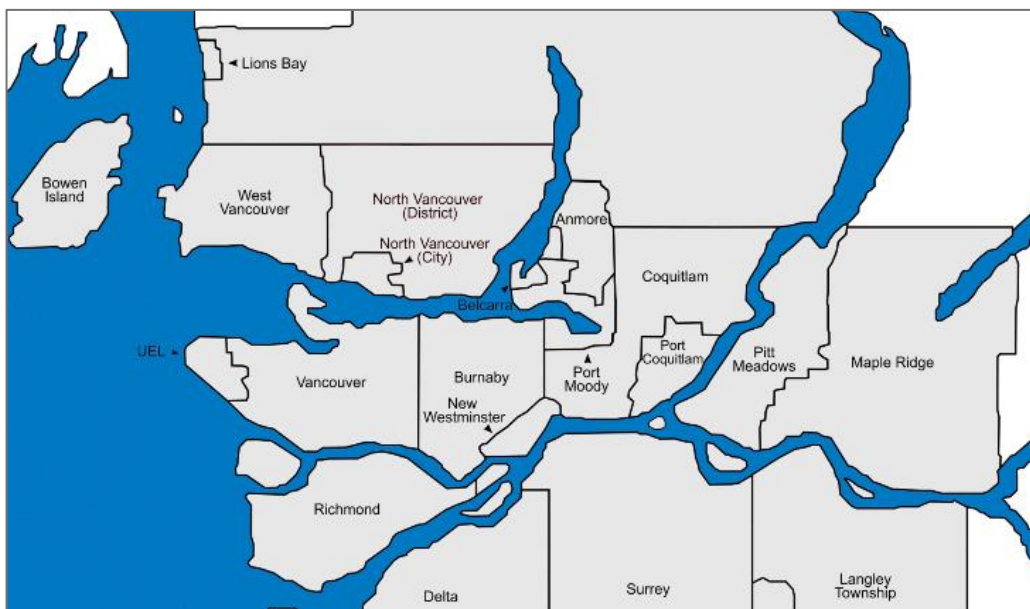 Lions Bay
Bowen
Island
West
Vancouver
North Vancouver
(District)
Anmore
North Vancouver
(City)
Coquitlam
Belcarra
UEL
Vancouver
Burnaby
Port
Moody
Port
Coquitlam
Pitt
Meadows
Maple Ridge
New
Westminster
Richmond
Delta
Surrey
Langley
Township